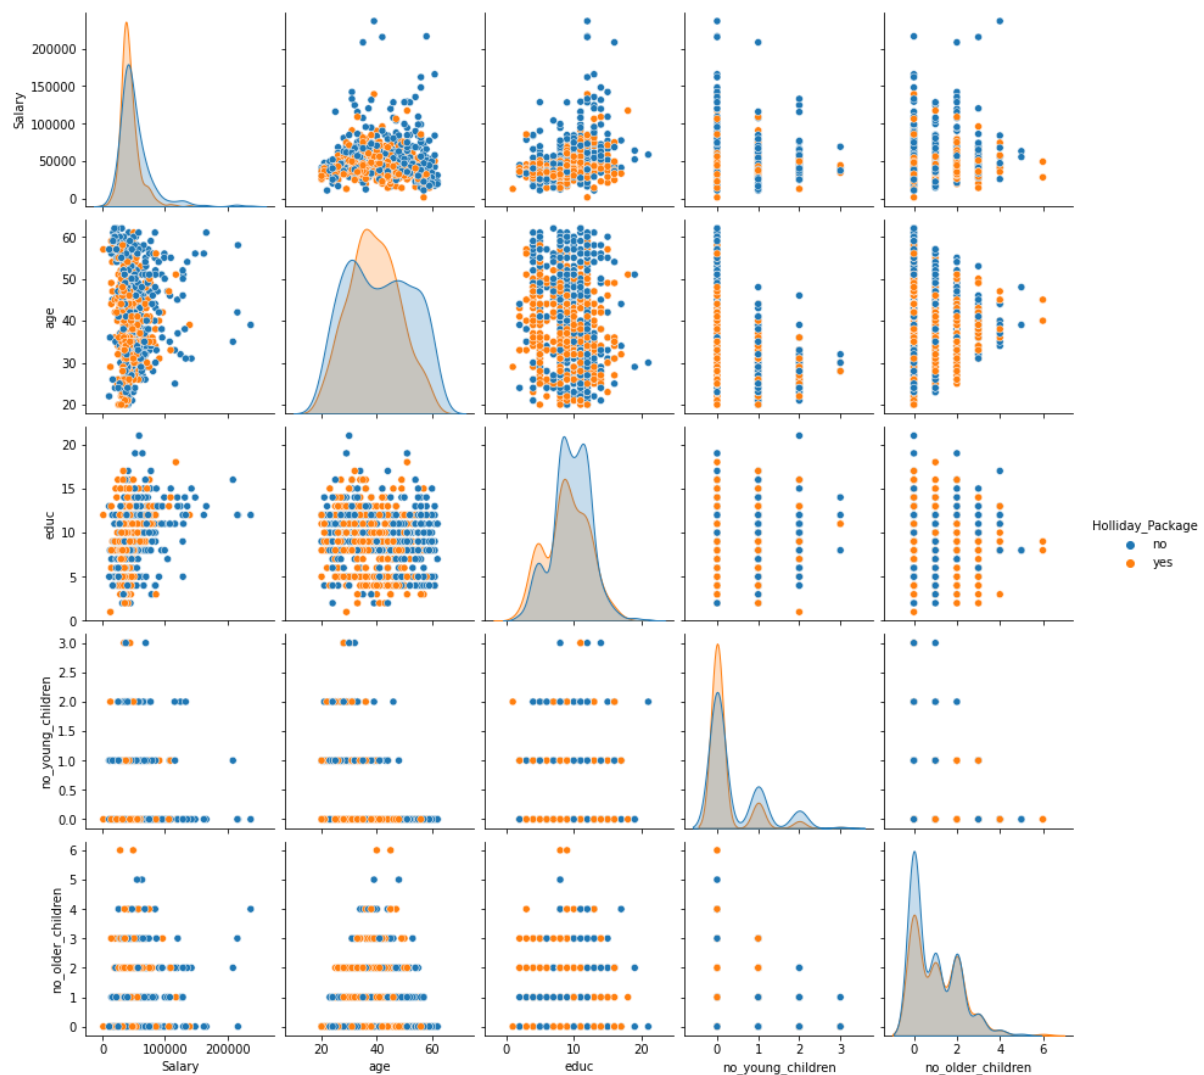 200000
150000
100000
50000
0
Salary
60
50
40
30
20
age
20
15
10
5
0
educ
Holliday_Package
no
yes
3.0
2.5
2.0
1.5
1.0
0.5
0.0
no_young_children
6
5
4
3
2
1
0
no_older_children
0 100000 200000
20 40 60
0 10 20
0 1 2 3
0 2 4 6
Salary
age
educ
no_young_children
no_older_children